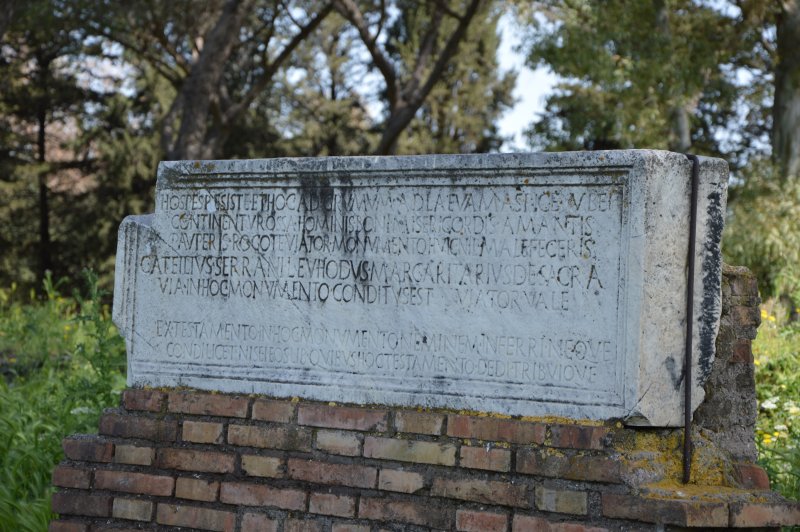 HOSPES RESISTE ET HOC AD GRVMVM AD LAEVAM ASPICE VBEI
CONTINENTVR OSSA HOMINIS BONI MISERICORDIS AMANTIS
PAVPERIS ROGO TE VIATOR MONVMENTO HVIC NIL MALE FECERIS
C ATEILIVS SERRANI L EVHODVS MARGARITARIVS DE SACRA
VIA IN HOC MONVMENTO CONDITVS EST VIATOR VALE
EX TESTAMENTO IN HOC MONVMENTO NEMINEM INFERRI NEQVE
CONDI LICET NISEI EOS LIB QVIBVS HOC TESTAMENTO DEDI TRIBVIQVE